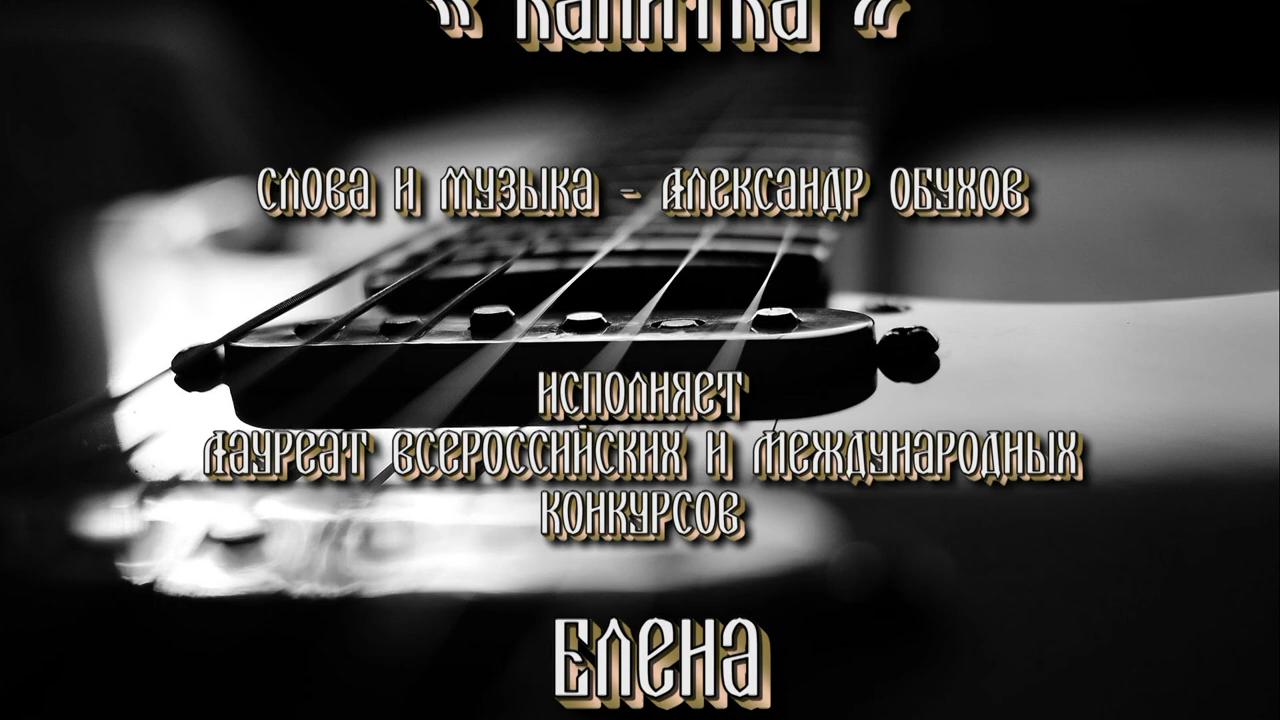 « Калитка »
Слова и музыка - Александр Обухов
исполняет
Лауреат Всероссийских и Международных
конкурсов
Елена